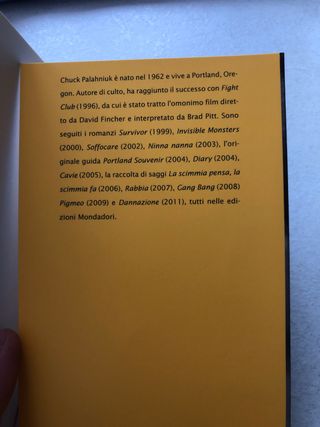 Chuck Palahniuk è nato nel 1962 e vive a Portland, Ore-
gon. Autore di culto, ha raggiunto il successo con Fight
Club (1996), da cui è stato tratto l'omonimo film diret-
to da David Fincher e interpretato da Brad Pitt. Sono
seguiti i romanzi Survivor (1999), Invisible Monsters
(2000), Soffocare (2002), Ninna nanna (2003), l'ori-
ginale guida Portland Souvenir (2004), Diary (2004),
Cavie (2005), la raccolta di saggi La scimmia pensa, la
scimmia fa (2006), Rabbia (2007), Gang Bang (2008)
Pigmeo (2009) e Dannazione (2011), tutti nelle edi-
zioni Mondadori.